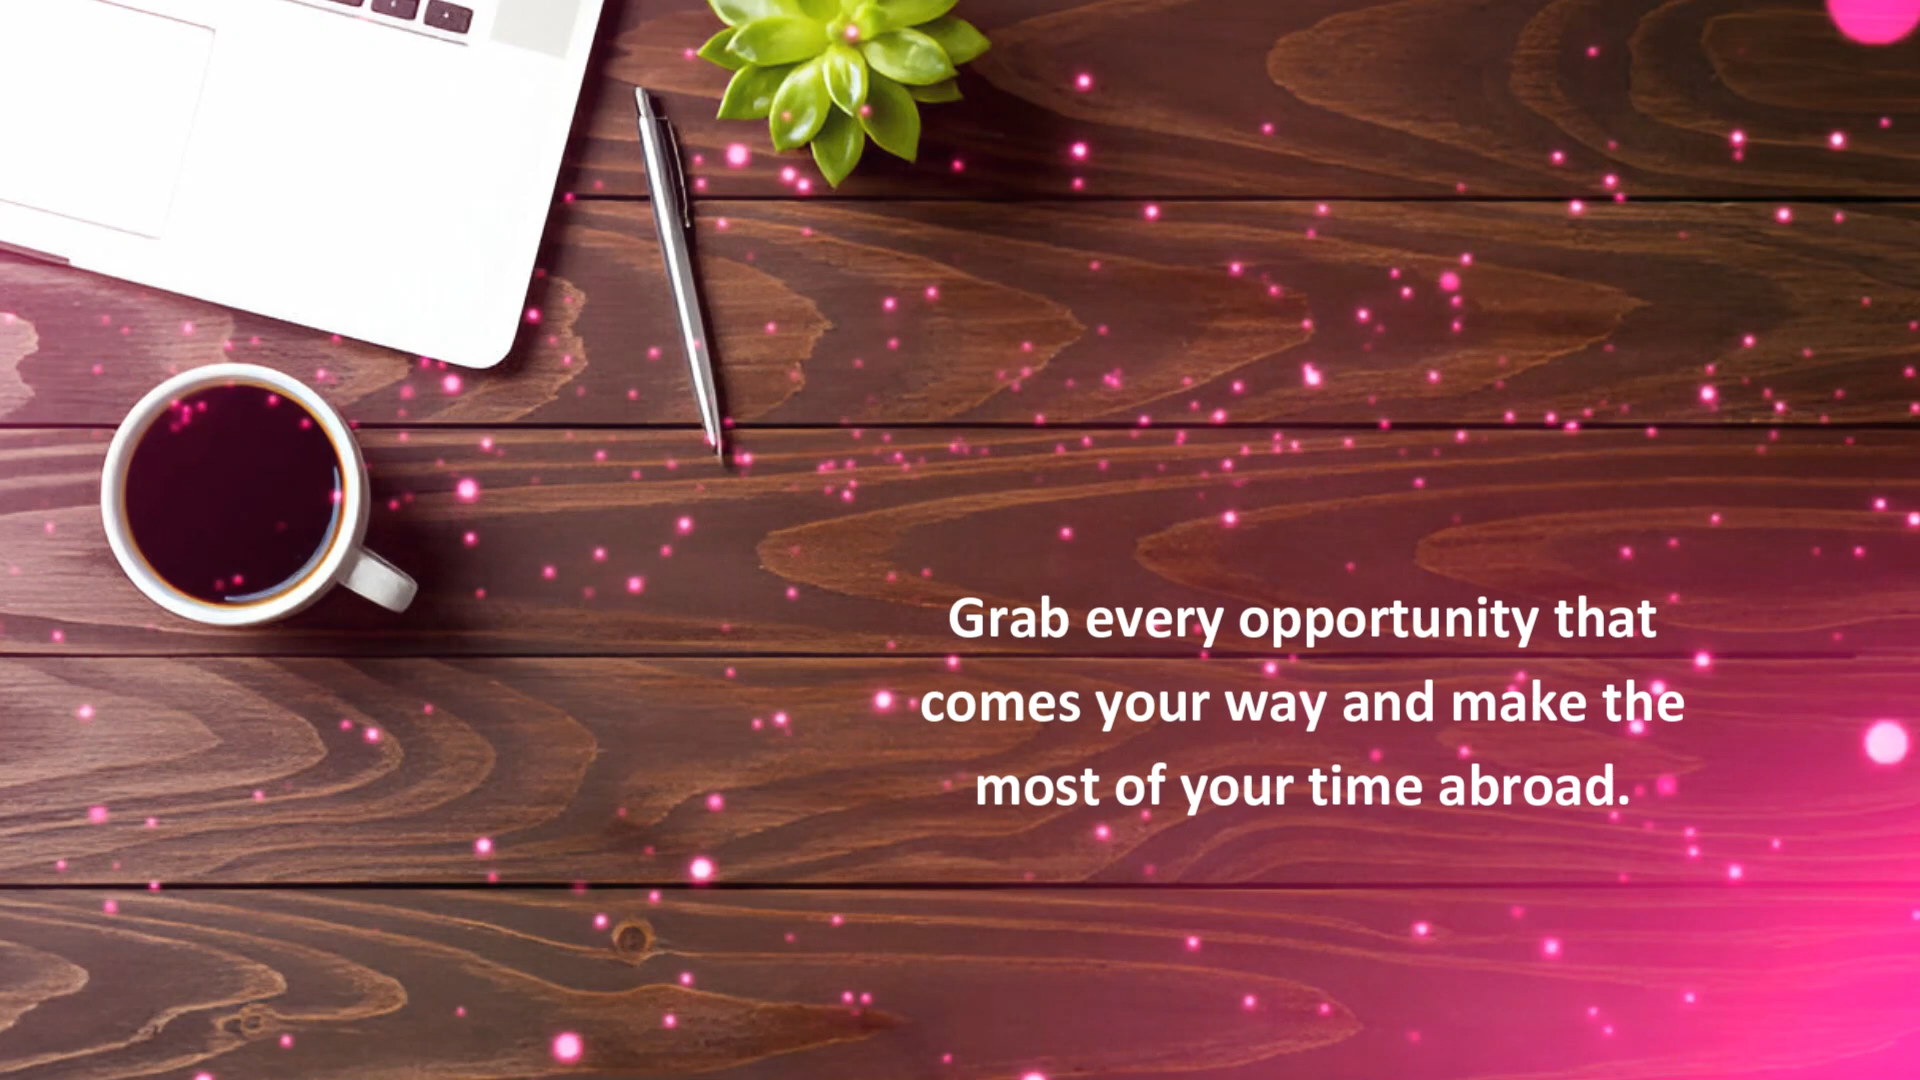 Grab every opportunity that
comes your way and make the
most of your time abroad.